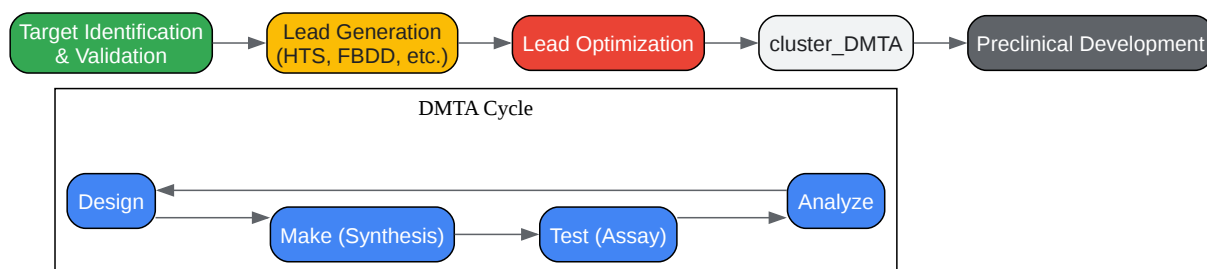 Target Identification
& Validation
Lead Generation
(HTS, FBDD, etc.)
Lead Optimization
cluster_DMTA
Preclinical Development
DMTA Cycle
Design
Make (Synthesis)
Test (Assay)
Analyze